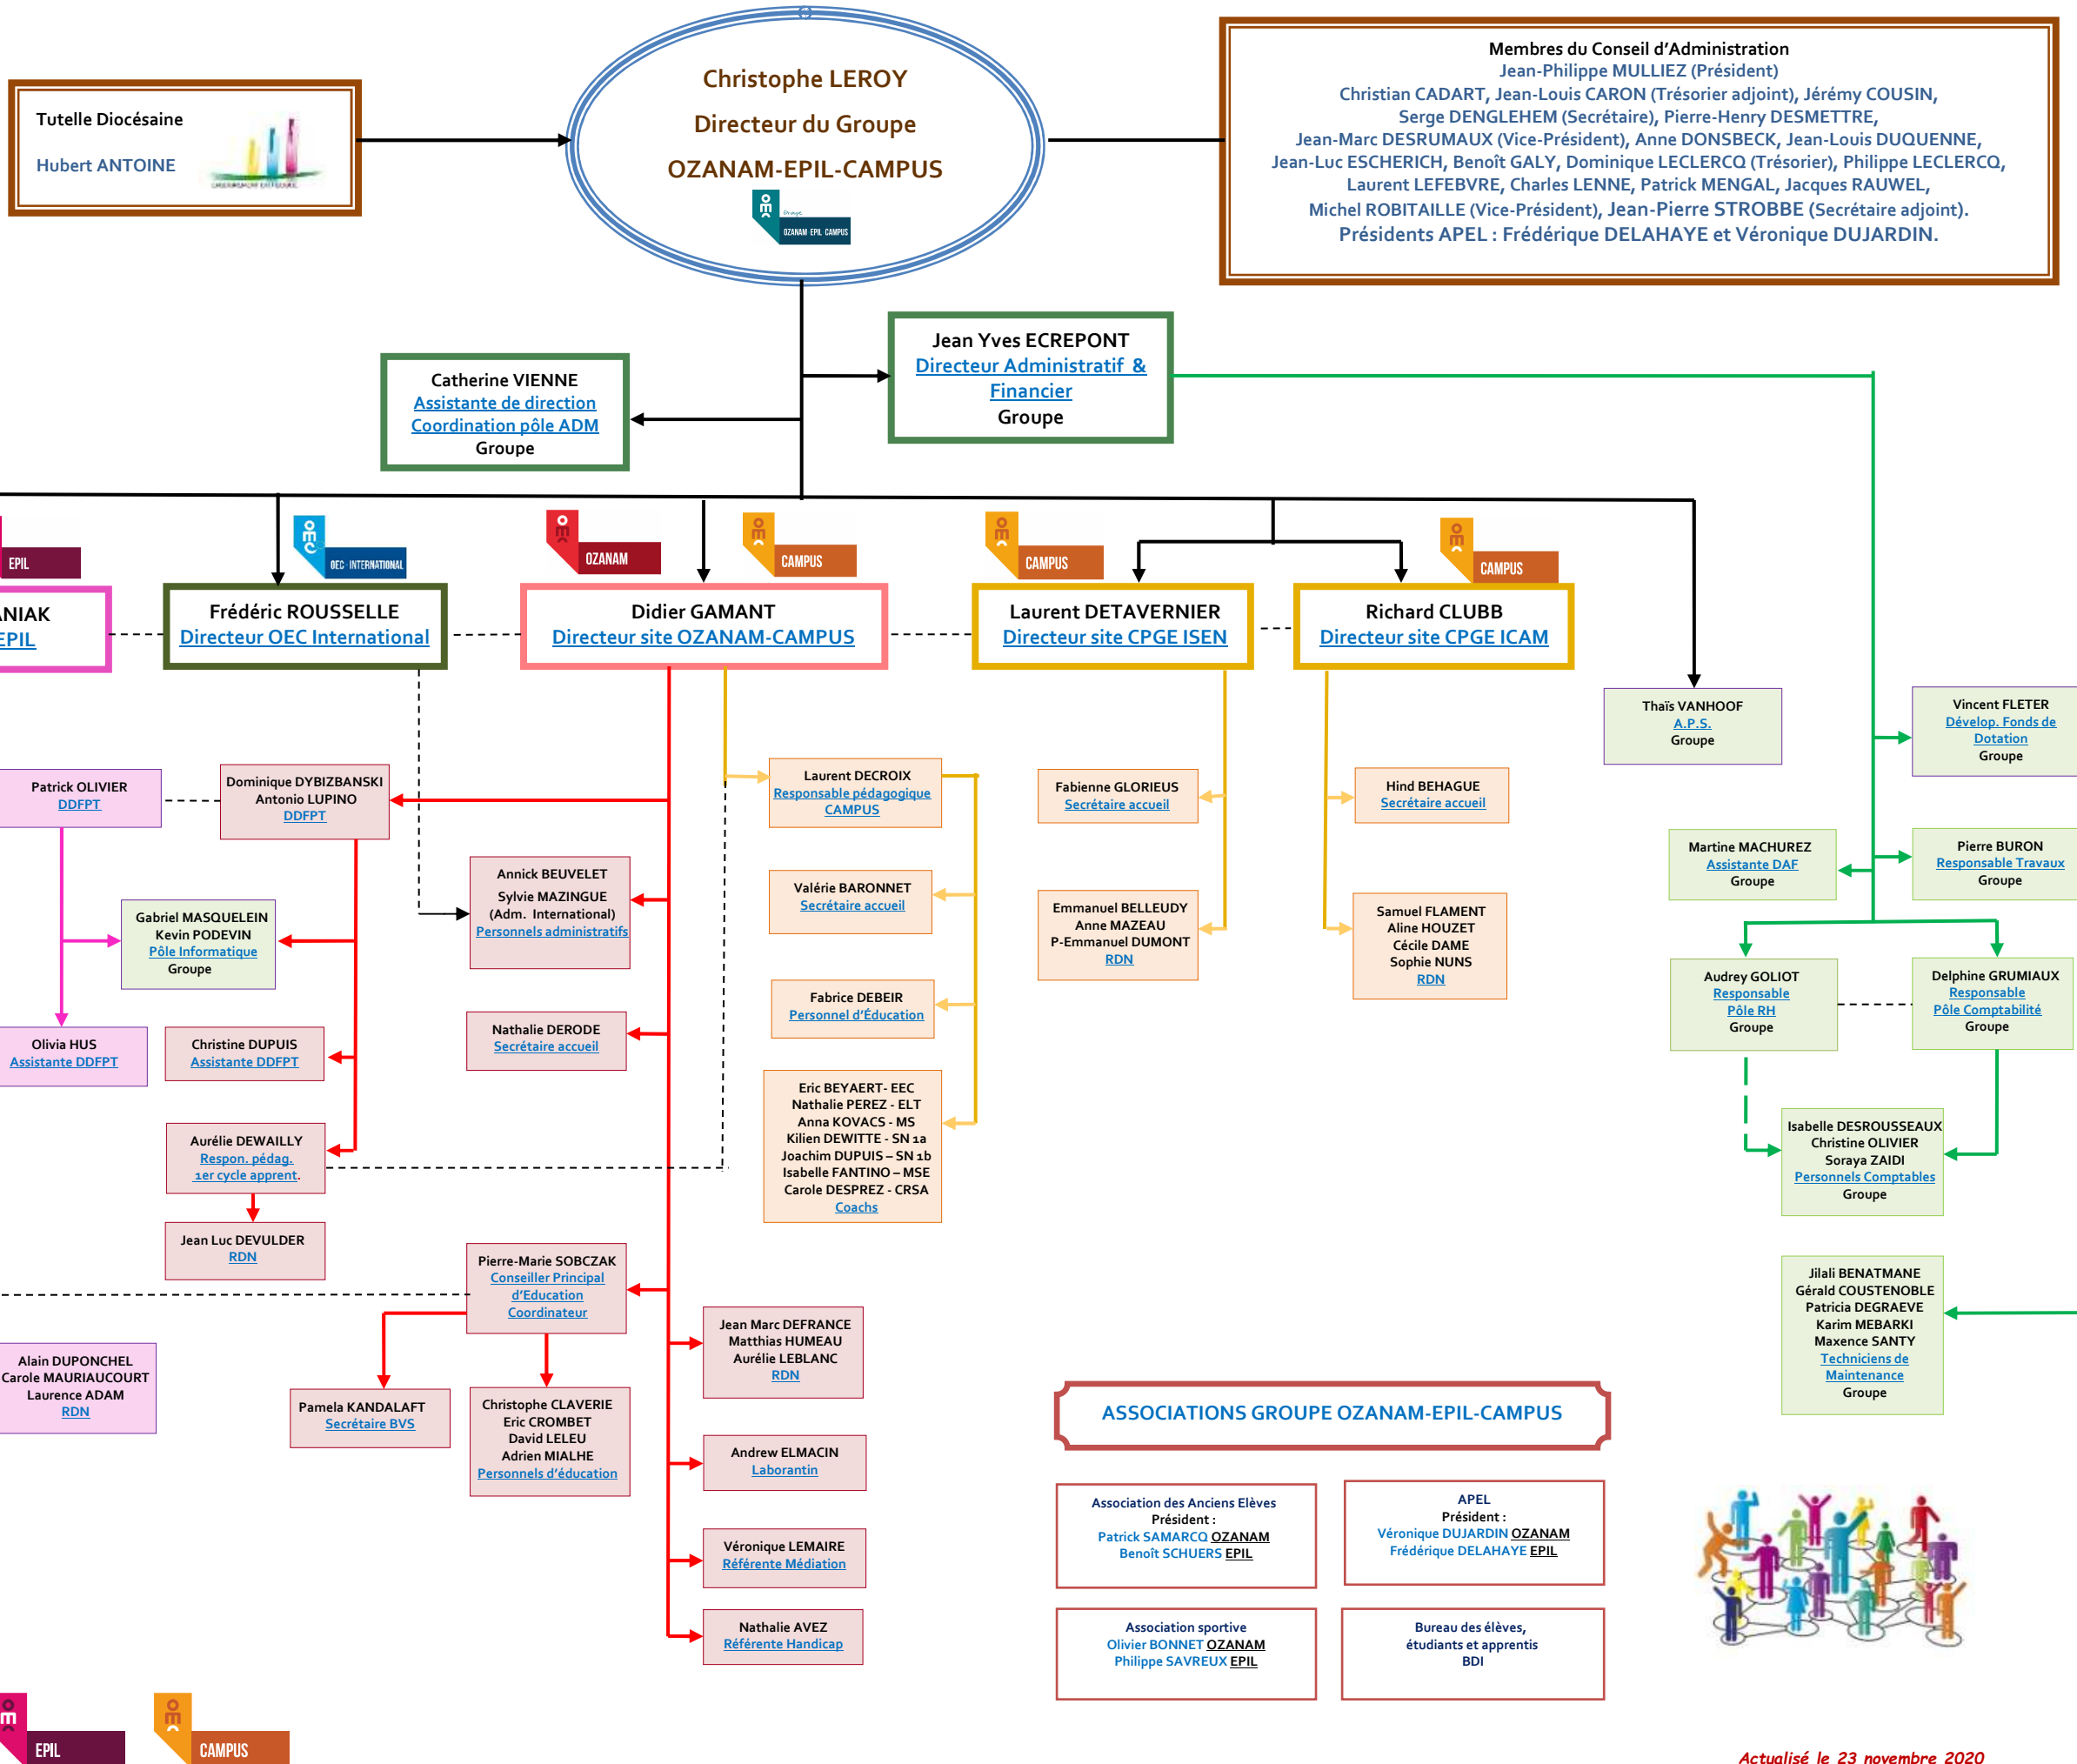 Tutelle Diocésaine
Hubert ANTOINE
Christophe LEROY
Directeur du Groupe
OZANAM-EPIL-CAMPUS
OEC
Groupe
OZANAM EPIL CAMPUS
Membres du Conseil d'Administration
Jean-Philippe MULLIEZ (Président)
Christian CADART, Jean-Louis CARON (Trésorier adjoint), Jérémy COUSIN,
Serge DENGLEHEM (Secrétaire), Pierre-Henry DESMETTRE,
Jean-Marc DESRUMAUX (Vice-Président), Anne DONSBECK, Jean-Louis DUQUENNE,
Jean-Luc ESCHERICH, Benoît GALY, Dominique LECLERCQ (Trésorier), Philippe LECLERCQ,
Laurent LEFEBVRE, Charles LENNE, Patrick MENGAL, Jacques RAUWEL,
Michel ROBITAILLE (Vice-Président), Jean-Pierre STROBBE (Secrétaire adjoint).
Présidents APEL : Frédérique DELAHAYE et Véronique DUJARDIN.
Catherine VIENNE
Assistante de direction
Coordination pôle ADM
Groupe
Jean Yves ECREPONT
Directeur Administratif &
Financier
Groupe
EPIL
OEC
OEC INTERNATIONAL
OEC
OZANAM
OEC
CAMPUS
OEC
CAMPUS
OEC
CAMPUS
ANIAK
EPIL
Frédéric ROUSSELLE
Directeur OEC International
Didier GAMANT
Directeur site OZANAM-CAMPUS
Laurent DETAVERNIER
Directeur site CPGE ISEN
Richard CLUBB
Directeur site CPGE ICAM
Thaïs VANHOOF
A.P.S.
Groupe
Vincent FLETER
Dévelop. Fonds de
Dotation
Groupe
Patrick OLIVIER
DDFPT
Dominique DYBIZBANSKI
Antonio LUPINO
DDFPT
Laurent DECROIX
Responsable pédagogique
CAMPUS
Fabienne GLORIEUS
Secrétaire accueil
Hind BEHAGUE
Secrétaire accueil
Martine MACHUREZ
Assistante DAF
Groupe
Pierre BURON
Responsable Travaux
Groupe
Annick BEUVELET
Sylvie MAZINGUE
(Adm. International)
Personnels administratifs
Valérie BARONNET
Secrétaire accueil
Emmanuel BELLEUDY
Anne MAZEAU
P-Emmanuel DUMONT
RDN
Samuel FLAMENT
Aline HOUZET
Cécile DAME
Sophie NUNS
RDN
Gabriel MASQUELEIN
Kevin PODEVIN
Pôle Informatique
Groupe
Audrey GOLIOT
Responsable
Pôle RH
Groupe
Delphine GRUMIAUX
Responsable
Pôle Comptabilité
Groupe
Fabrice DEBEIR
Personnel d'Éducation
Olivia HUS
Assistante DDFPT
Christine DUPUIS
Assistante DDFPT
Nathalie DERODE
Secrétaire accueil
Eric BEYAERT- EEC
Nathalie PEREZ - ELT
Anna KOVACS - MS
Kilien DEWITTE - SN 1a
Joachim DUPUIS – SN 1b
Isabelle FANTINO – MSE
Carole DESPREZ - CRSA
Coachs
Aurélie DEWAILLY
Respon. pédag.
1er cycle apprent.
Isabelle DESROUSSEAUX
Christine OLIVIER
Soraya ZAIDI
Personnels Comptables
Groupe
Jean Luc DEVULDER
RDN
Pierre-Marie SOBCZAK
Conseiller Principal
d'Education
Coordinateur
Jilali BENATMANE
Gérald COUSTENOBLE
Patricia DEGRAEVE
Karim MEBARKI
Maxence SANTY
Techniciens de
Maintenance
Groupe
Jean Marc DEFRANCE
Matthias HUMEAU
Aurélie LEBLANC
RDN
Alain DUPONCHEL
Carole MAURIAUCOURT
Laurence ADAM
RDN
Pamela KANDALAFT
Secrétaire BVS
Christophe CLAVERIE
Eric CROMBET
David LELEU
Adrien MIALHE
Personnels d'éducation
ASSOCIATIONS GROUPE OZANAM-EPIL-CAMPUS
Andrew ELMACIN
Laborantin
Association des Anciens Elèves
Président :
Patrick SAMARCQ OZANAM
Benoît SCHUERS EPIL
APEL
Président :
Véronique DUJARDIN OZANAM
Frédérique DELAHAYE EPIL
Véronique LEMAIRE
Référente Médiation
Nathalie AVEZ
Référente Handicap
Association sportive
Olivier BONNET OZANAM
Philippe SAVREUX EPIL
Bureau des élèves,
étudiants et apprentis
BDI
OEC
EPIL
OEC
CAMPUS
Actualisé le 23 novembre 2020